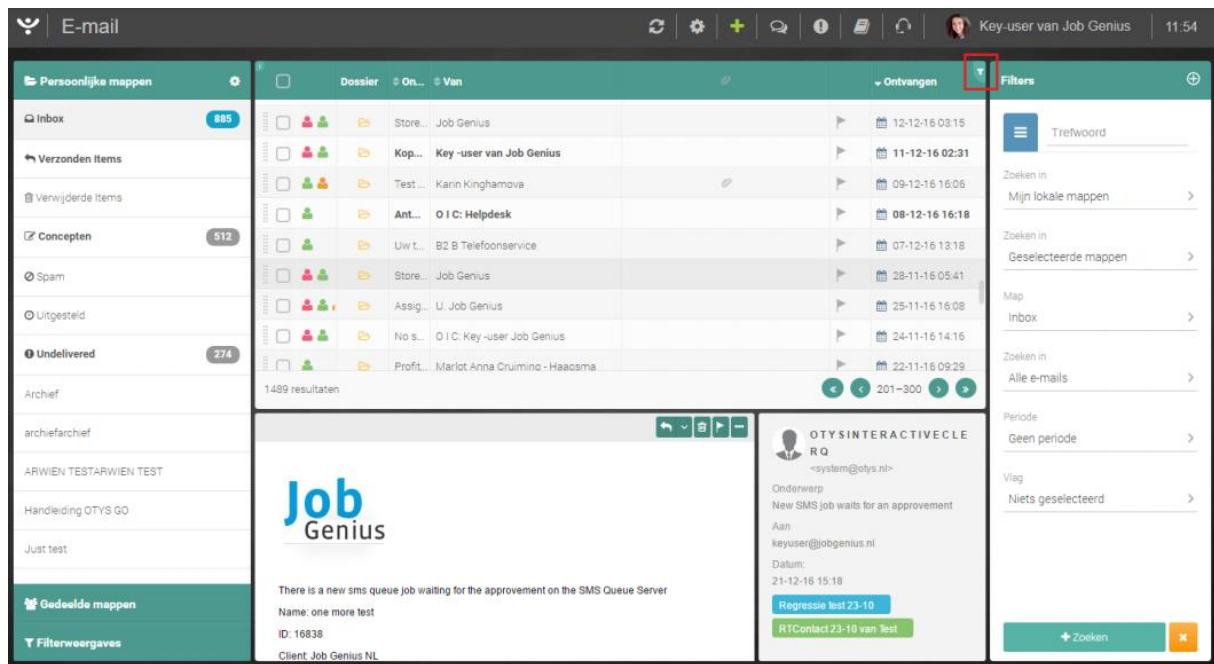 E-mail
Key-user van Job Genius
11:54
Persoonlijke mappen
Inbox 885
Verzonden Items
Verwijderde Items
Concepten 512
Spam
Uitgesteld
Undelivered 274
Archief
archiefarchief
ARWIEN TESTARWIEN TEST
Handleiding OTYS GO
Just test
Gedeelde mappen
Filterweergaves
Dossier On... Van Ontvangen
Store... Job Genius 12-12-16 03:15
Kop... Key -user van Job Genius 11-12-16 02:31
Test ... Karin Kinghamova 09-12-16 16:06
Ant... O I C: Helpdesk 08-12-16 16:18
Uw t... B2 B Telefoonservice 07-12-16 13:18
Store... Job Genius 28-11-16 05:41
Assig... U. Job Genius 25-11-16 16:08
No s... O I C: Key -user Job Genius 24-11-16 14:16
Profit... Marlot Anna Cruiming - Haagsma 22-11-16 09:29
1489 resultaten
201–300
Job
Genius
There is a new sms queue job waiting for the approvement on the SMS Queue Server
Name: one more test
ID: 16838
Client: Job Genius NL
OTYSINTERACTIVECLE
RQ
<system@otys.nl>
Onderwerp
New SMS job waits for an approvement
Aan
keyuser@jobgenius.nl
Datum:
21-12-16 15:18
Regressie test 23-10
RTContact 23-10 van Test
Filters
Trefwoord
Zoeken in
Mijn lokale mappen
Zoeken in
Geselecteerde mappen
Map
Inbox
Zoeken in
Alle e-mails
Periode
Geen periode
Vlag
Niets geselecteerd
Zoeken